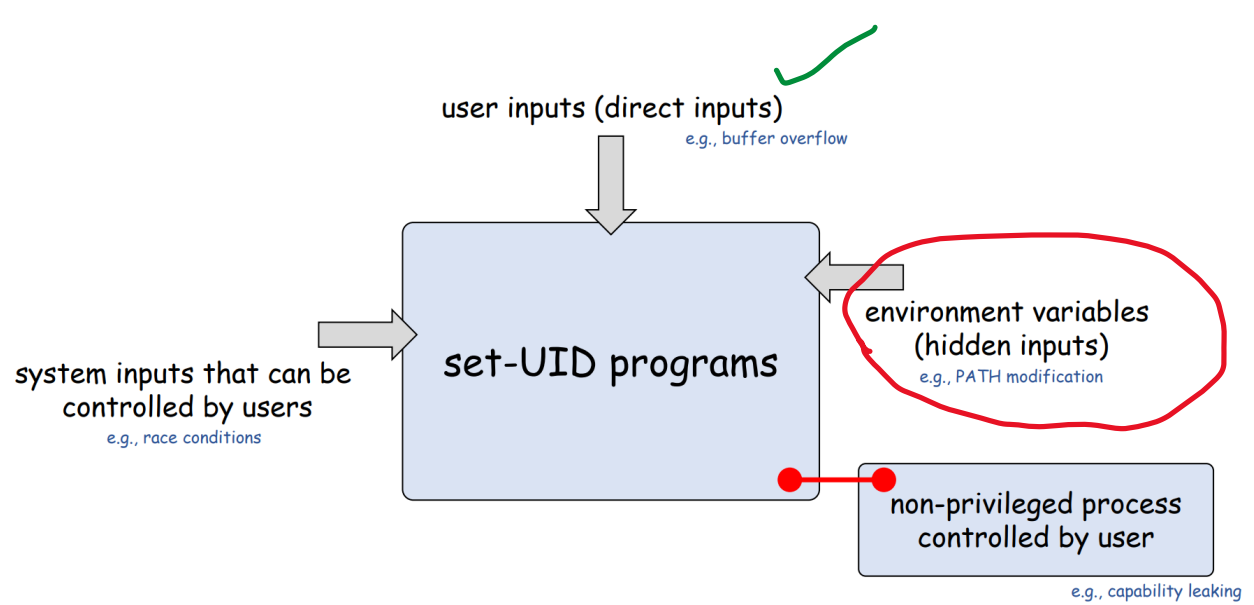 user inputs (direct inputs)
e.g., buffer overflow
environment variables
(hidden inputs)
e.g., PATH modification
set-UID programs
system inputs that can be
controlled by users
e.g., race conditions
non-privileged process
controlled by user
e.g., capability leaking